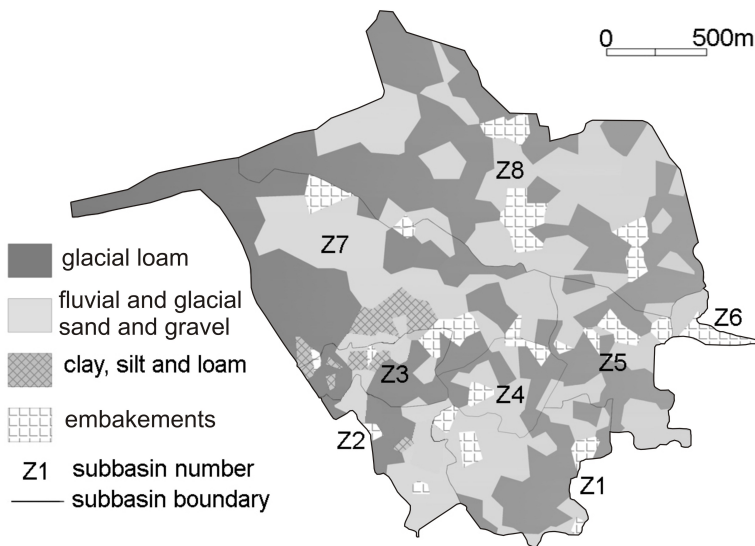 0 500m
Z8
Z7
glacial loam
fluvial and glacial
sand and gravel
Z6
clay, silt and loam
Z3
Z5
Z4
embakements
Z2
Z1 subbasin number
Z1
subbasin boundary